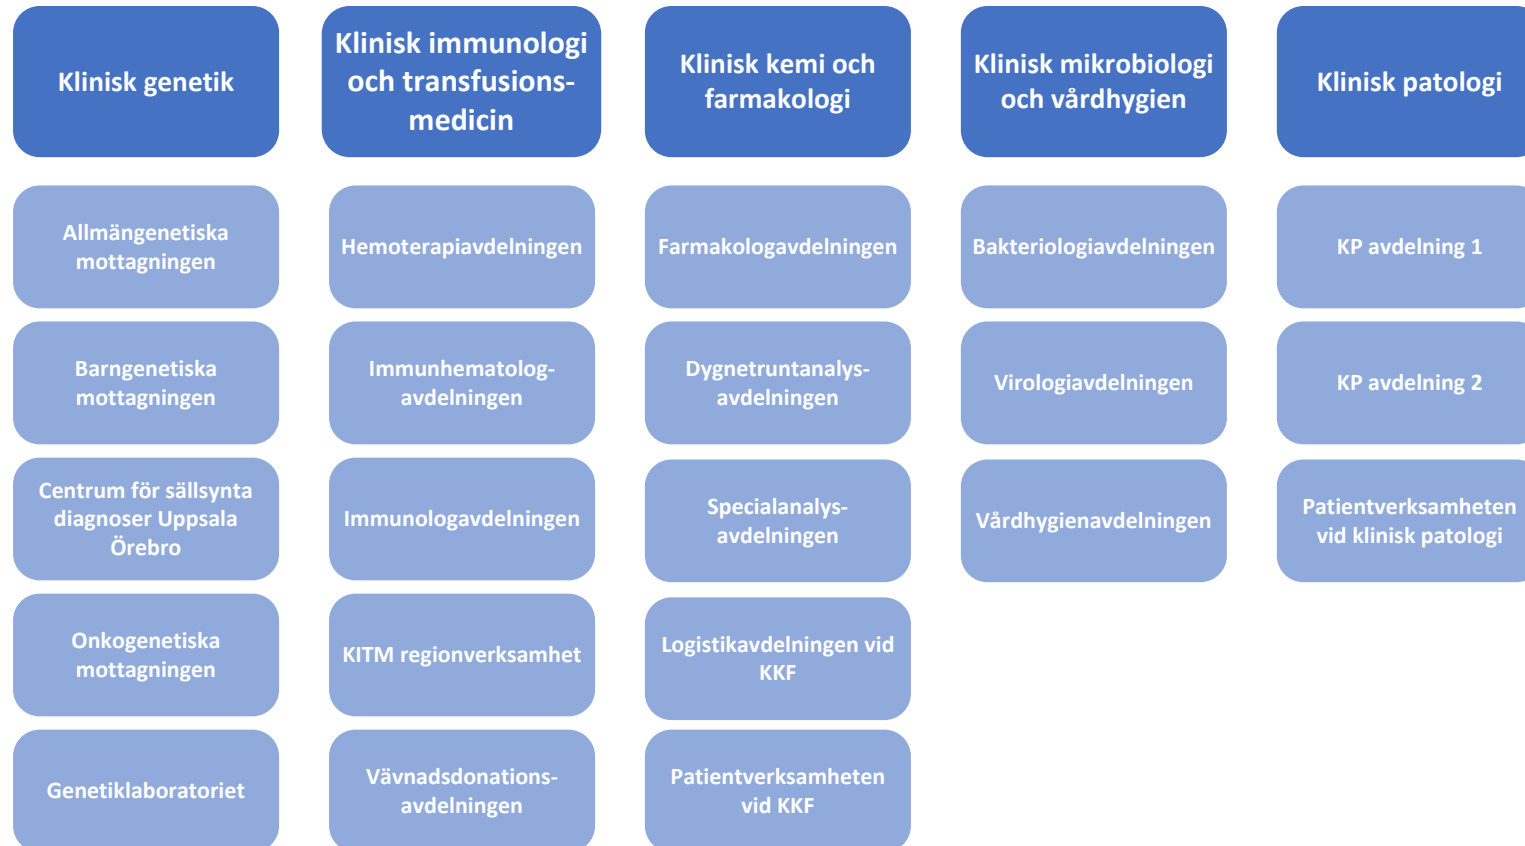 Klinisk genetik
Klinisk immunologi
och transfusions-
medicin
Klinisk kemi och
farmakologi
Klinisk mikrobiologi
och vårdhygien
Klinisk patologi
Allmängenetiska
mottagningen
Hemoterapiavdelningen
Farmakologavdelningen
Bakteriologiavdelningen
KP avdelning 1
Barngenetiska
mottagningen
Immunhematolog-
avdelningen
Dygnetruntanalys-
avdelningen
Virologiavdelningen
KP avdelning 2
Centrum för sällsynta
diagnoser Uppsala
Örebro
Immunologavdelningen
Specialanalys-
avdelningen
Vårdhygienavdelningen
Patientverksamheten
vid klinisk patologi
Onkogenetiska
mottagningen
KITM regionverksamhet
Logistikavdelningen vid
KKF
Genetiklaboratoriet
Vävnadsdonations-
avdelningen
Patientverksamheten
vid KKF